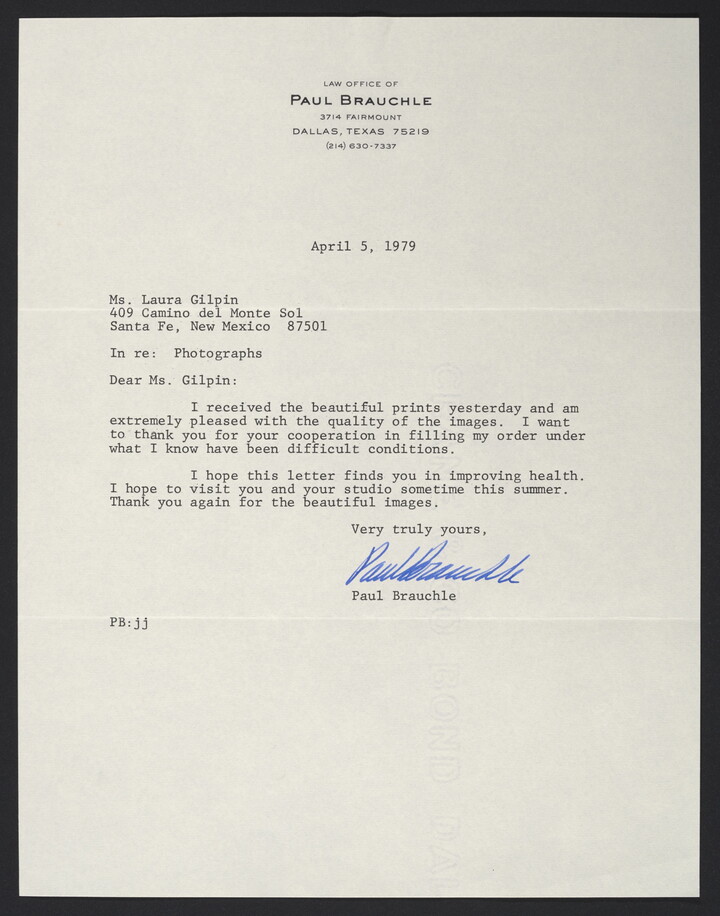 LAW OFFICE OF
PAUL BRAUCHLE
3714 FAIRMOUNT
DALLAS, TEXAS 75219
(214) 630-7337
April 5, 1979
Ms. Laura Gilpin
409 Camino del Monte Sol
Santa Fe, New Mexico 87501
In re: Photographs
Dear Ms. Gilpin:
I received the beautiful prints yesterday and am
extremely pleased with the quality of the images. I want
to thank you for your cooperation in filling my order under
what I know have been difficult conditions.
I hope this letter finds you in improving health.
I hope to visit you and your studio sometime this summer.
Thank you again for the beautiful images.
Very truly yours,
Paul Brauchle
Paul Brauchle
PB:jj